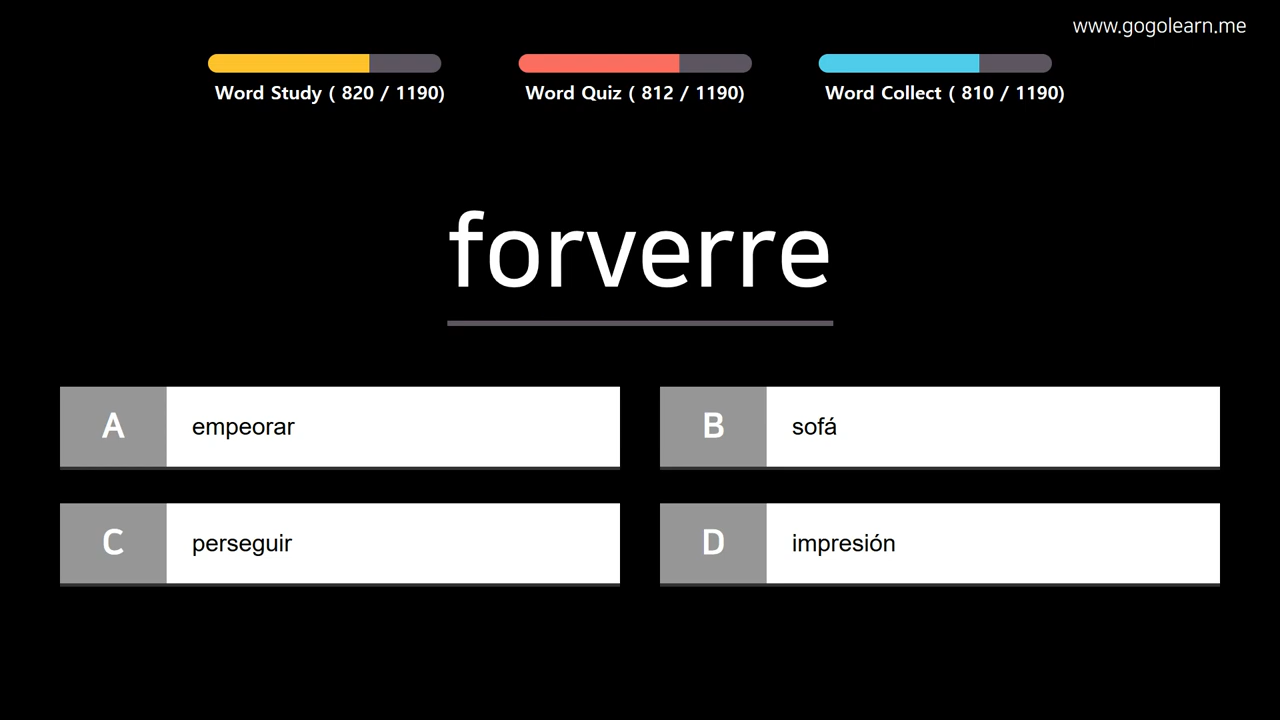 www.gogolearn.me
Word Study ( 820 / 1190)
Word Quiz ( 812 / 1190)
Word Collect ( 810 / 1190)
forverre
A empeorar
B sofá
C perseguir
D impresión